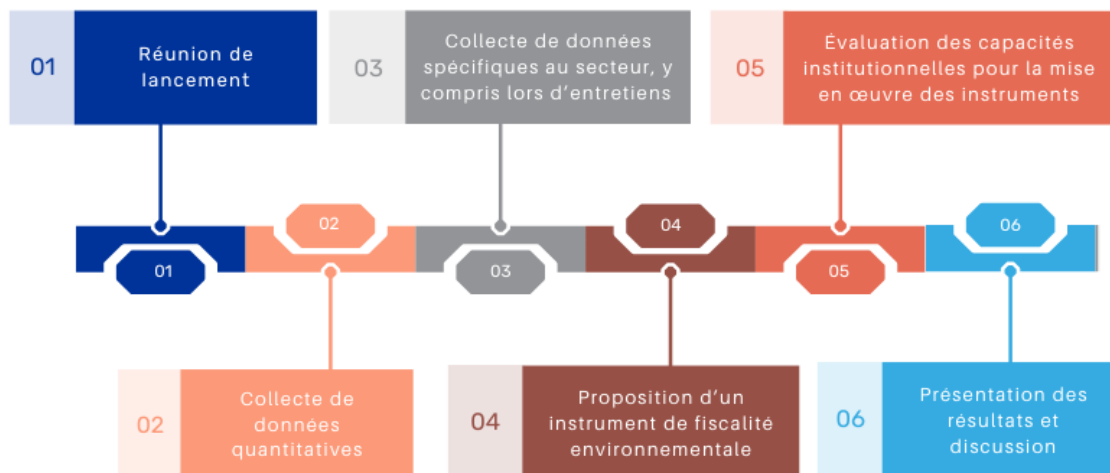 01
Réunion de
lancement
03
Collecte de données
spécifiques au secteur, y
compris lors d’entretiens
05
Évaluation des capacités
institutionnelles pour la mise
en œuvre des instruments
02
04
06
01
03
05
02
Collecte de
données
quantitatives
04
Proposition d’un
instrument de fiscalité
environnementale
06
Présentation des
résultats et
discussion